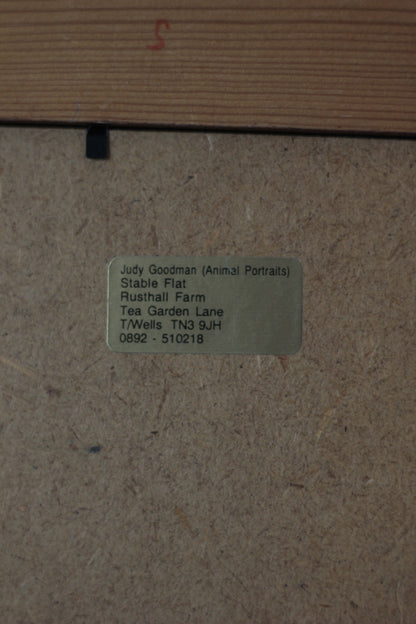 Judy Goodman (Animal Portraits)
Stable Flat
Rusthall Farm
Tea Garden Lane
T/Wells TN3 9JH
0892 - 510218